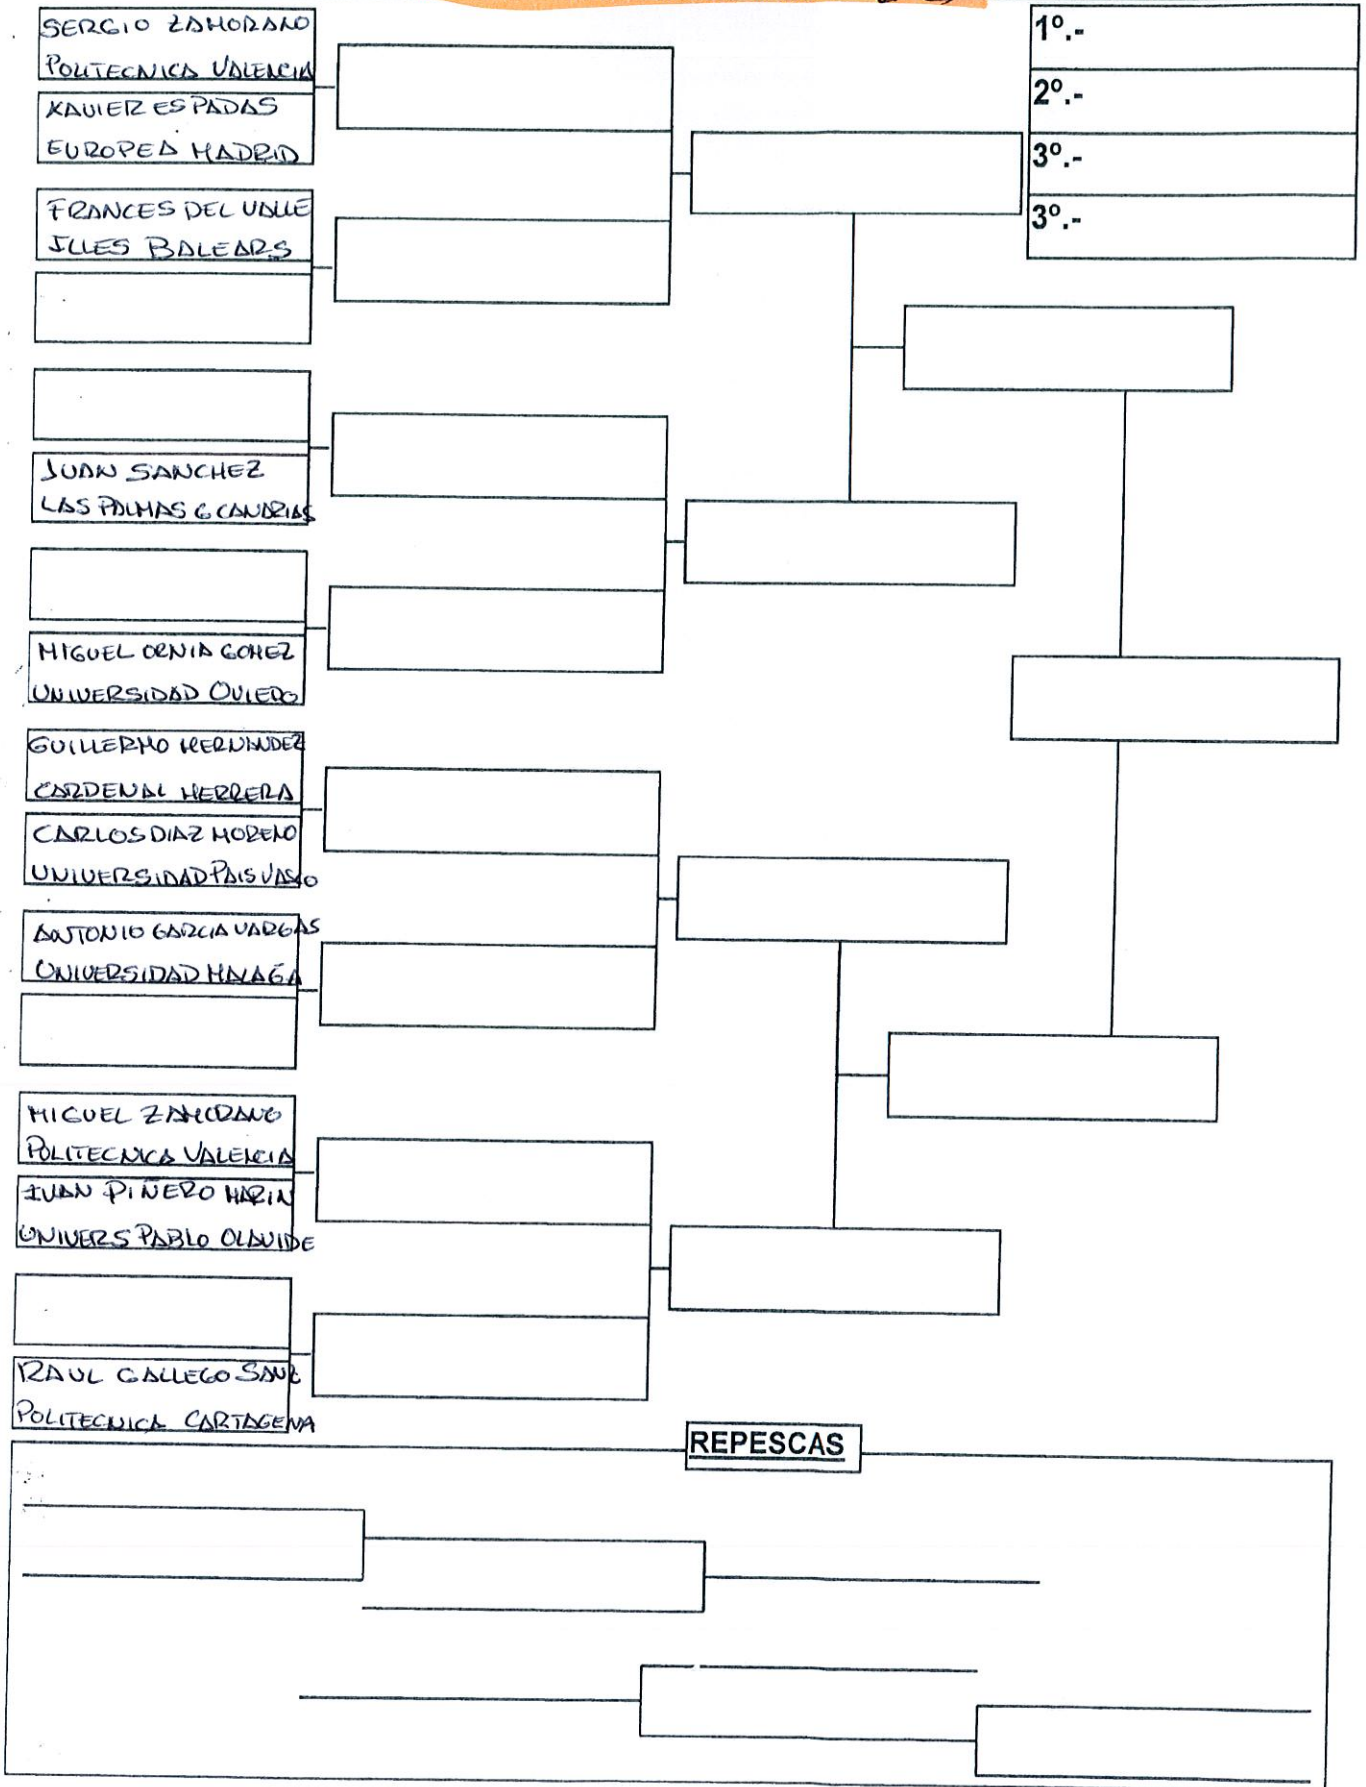 SERGIO ZAMORANO
POLITECNICA VALENCIA
XAVIER ESPADAS
EUROPEA MADRID
FRANCES DEL VALLE
ILLES BALEARS
JUAN SANCHEZ
LAS PALMAS G CANARIAS
MIGUEL ORNIA GOMEZ
UNIVERSIDAD OVIEDO
GUILLERMO HERNANDEZ
CARDENAL HERRERA
CARLOS DIAZ MORENO
UNIVERSIDAD PAIS VASCO
ANTONIO GARCIA VARGAS
UNIVERSIDAD MALAGA
MIGUEL ZAMORANO
POLITECNICA VALENCIA
IVAN PIÑERO MARIN
UNIVERS PABLO OLAVIDE
RAUL GALLEGO SANZ
POLITECNICA CARTAGENA
1º.-
2º.-
3º.-
3º.-
REPESCAS